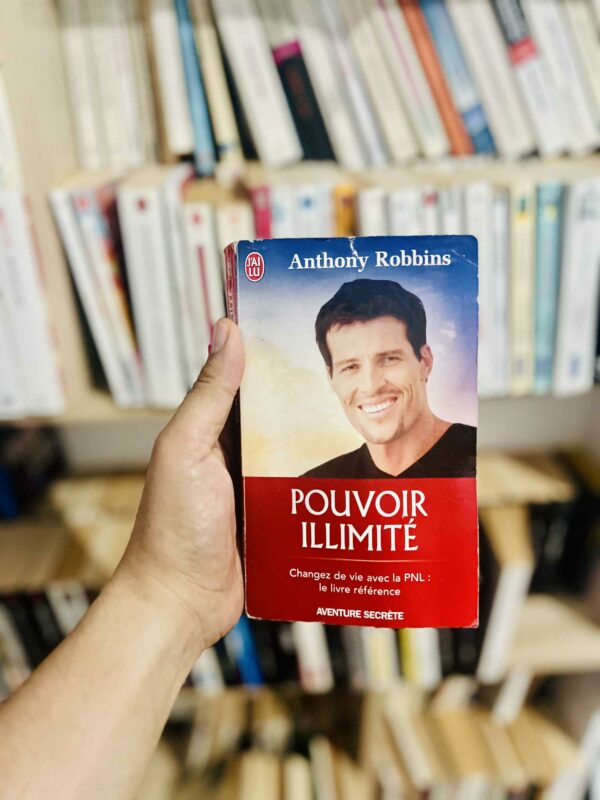 J'AI
LU
Anthony Robbins
POUVOIR
ILLIMITÉ
Changez de vie avec la PNL :
le livre référence
AVENTURE SECRÈTE